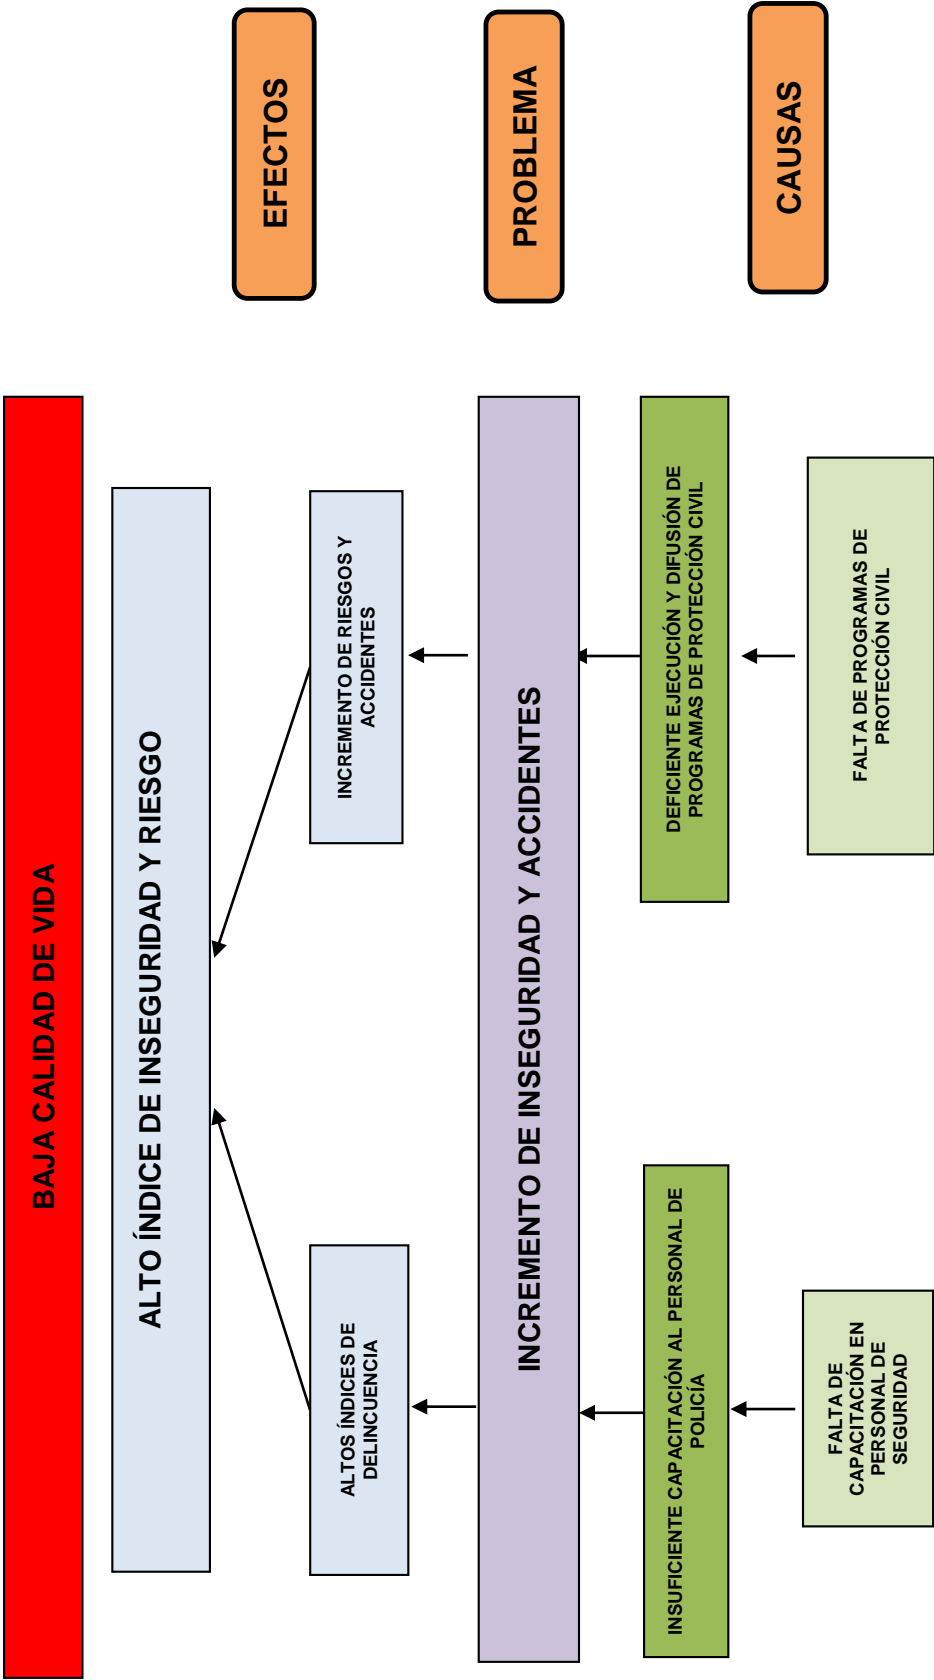 BAJA CALIDAD DE VIDA
ALTO ÍNDICE DE INSEGURIDAD Y RIESGO
EFECTOS
ALTOS ÍNDICES DE
DELINCUENCIA
INCREMENTO DE RIESGOS Y
ACCIDENTES
INCREMENTO DE INSEGURIDAD Y ACCIDENTES
PROBLEMA
INSUFICIENTE CAPACITACIÓN AL PERSONAL DE
POLICÍA
DEFICIENTE EJECUCIÓN Y DIFUSIÓN DE
PROGRAMAS DE PROTECCIÓN CIVIL
CAUSAS
FALTA DE
CAPACITACIÓN EN
PERSONAL DE
SEGURIDAD
FALTA DE PROGRAMAS DE
PROTECCIÓN CIVIL